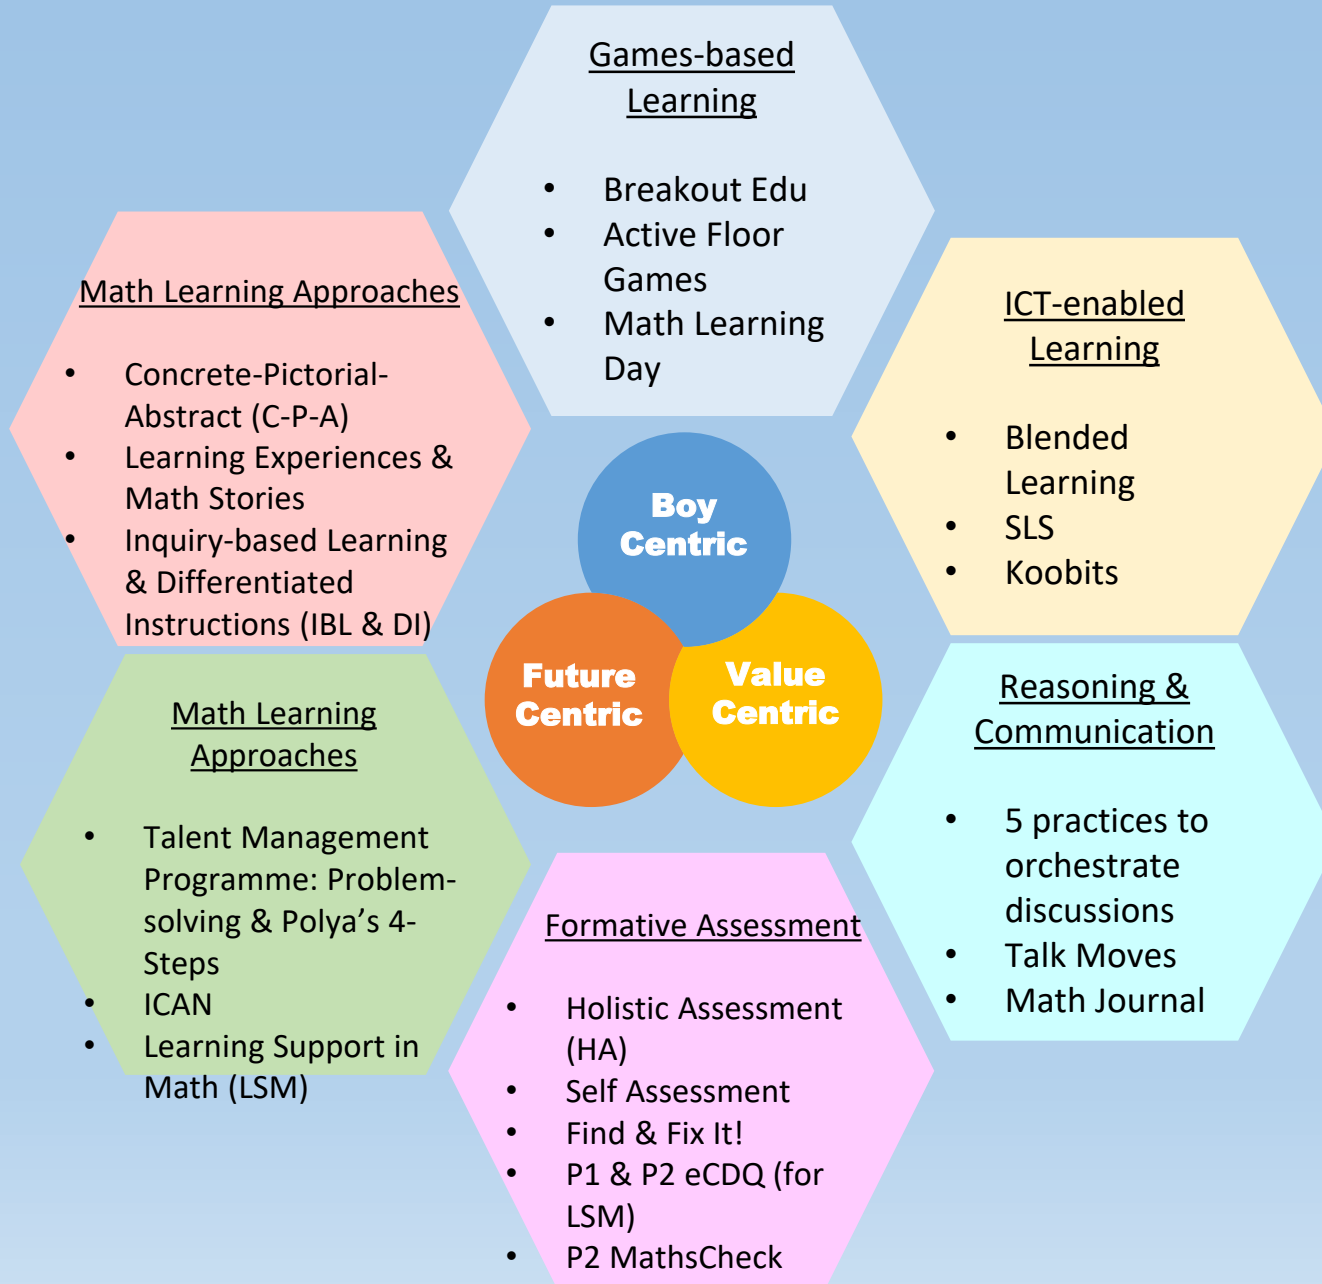 Games-based
Learning
• Breakout Edu
• Active Floor
Games
• Math Learning
Day
Math Learning Approaches
• Concrete-Pictorial-
Abstract (C-P-A)
• Learning Experiences &
Math Stories
• Inquiry-based Learning
& Differentiated
Instructions (IBL & DI)
ICT-enabled
Learning
• Blended
Learning
• SLS
• Koobits
Boy
Centric
Future
Centric
Value
Centric
Math Learning
Approaches
• Talent Management
Programme: Problem-
solving & Polya’s 4-
Steps
• ICAN
• Learning Support in
Math (LSM)
Reasoning &
Communication
• 5 practices to
orchestrate
discussions
• Talk Moves
• Math Journal
Formative Assessment
• Holistic Assessment
(HA)
• Self Assessment
• Find & Fix It!
• P1 & P2 eCDQ (for
LSM)
• P2 MathsCheck